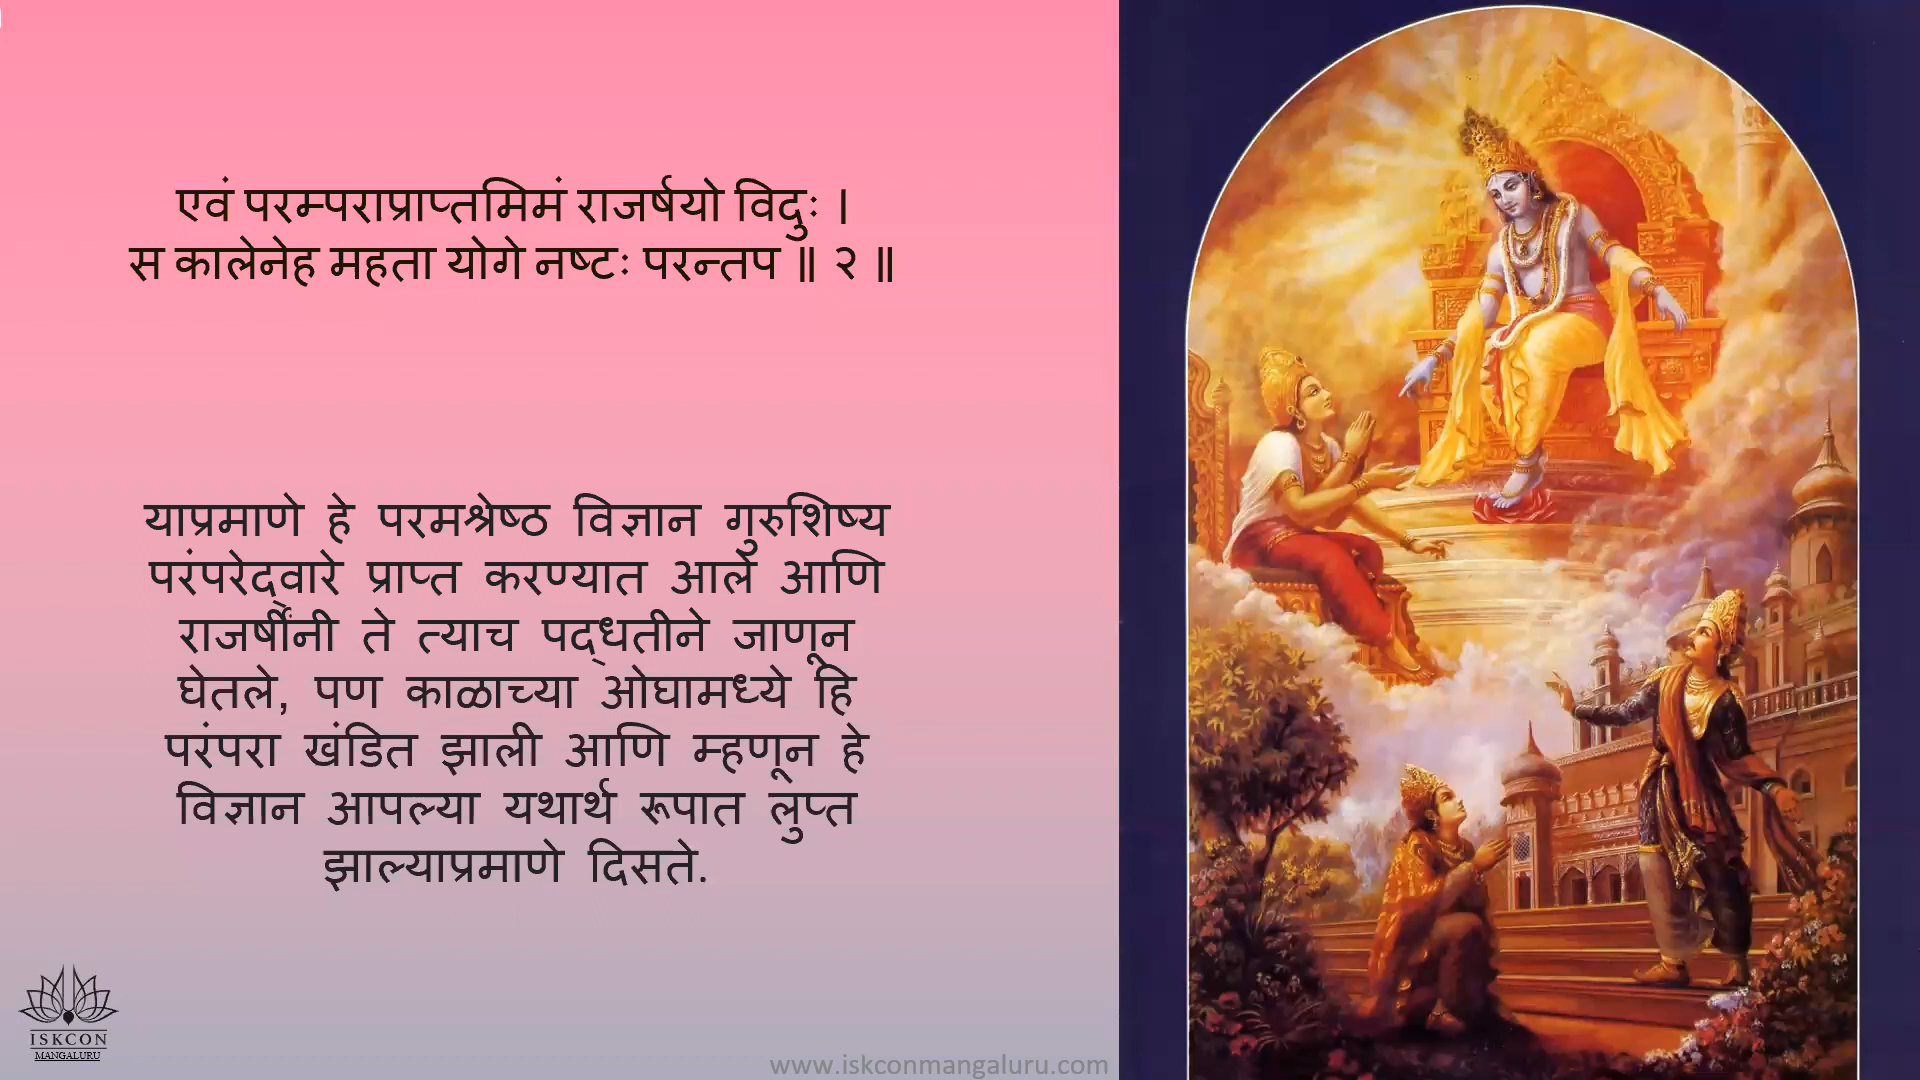 एवं परम्पराप्राप्तमिमं राजर्षयो विदुः ।
स कालेनेह महता योगे नष्टः परन्तप ॥ २ ॥
याप्रमाणे हे परमश्रेष्ठ विज्ञान गुरुशिष्य
परंपरेद्वारे प्राप्त करण्यात आले आणि
राजर्षींनी ते त्याच पद्धतीने जाणून
घेतले, पण काळाच्या ओघामध्ये हि
परंपरा खंडित झाली आणि म्हणून हे
विज्ञान आपल्या यथार्थ रूपात लुप्त
झाल्याप्रमाणे दिसते.
ISKCON
MANGALURU
www.iskconmangaluru.com